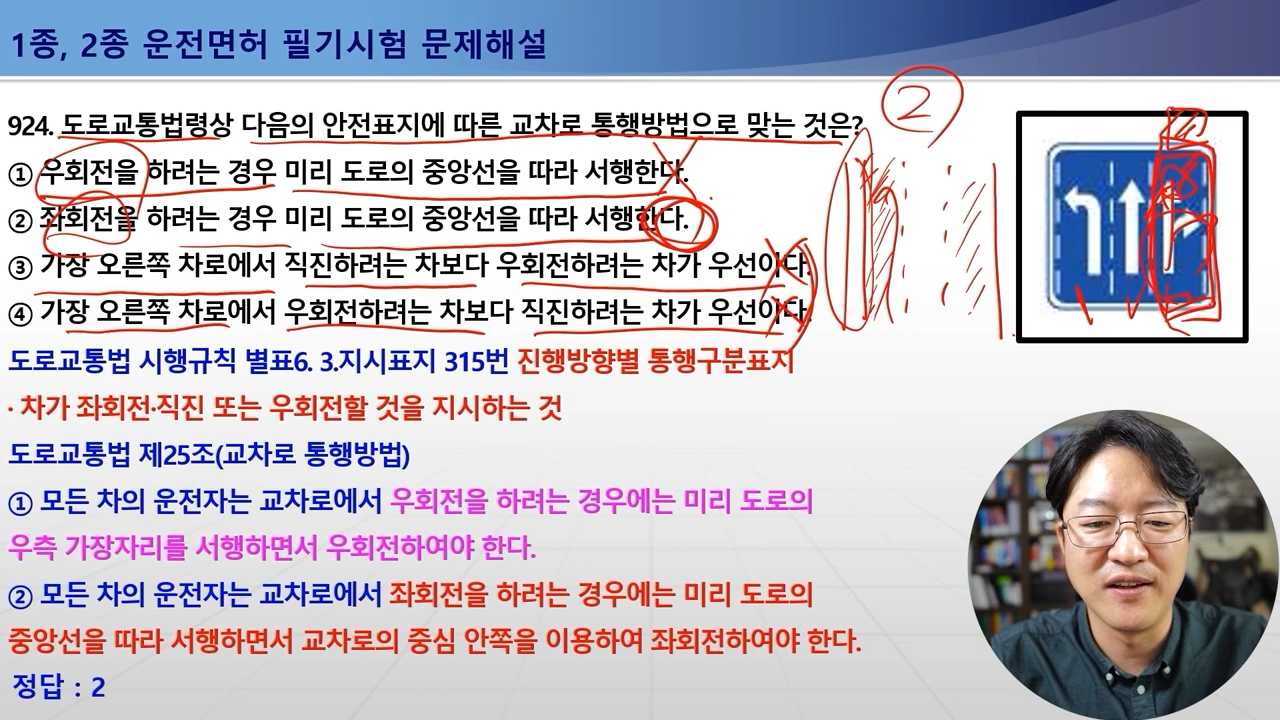 1종, 2종 운전면허 필기시험 문제해설
②
924. 도로교통법령상 다음의 안전표지에 따른 교차로 통행방법으로 맞는 것은?
① 우회전을 하려는 경우 미리 도로의 중앙선을 따라 서행한다.
② 좌회전을 하려는 경우 미리 도로의 중앙선을 따라 서행한다.
③ 가장 오른쪽 차로에서 직진하려는 차보다 우회전하려는 차가 우선이다.
④ 가장 오른쪽 차로에서 우회전하려는 차보다 직진하려는 차가 우선이다.
도로교통법 시행규칙 별표6. 3.지시표지 315번 진행방향별 통행구분표지
· 차가 좌회전·직진 또는 우회전할 것을 지시하는 것
도로교통법 제25조(교차로 통행방법)
① 모든 차의 운전자는 교차로에서 우회전을 하려는 경우에는 미리 도로의
우측 가장자리를 서행하면서 우회전하여야 한다.
② 모든 차의 운전자는 교차로에서 좌회전을 하려는 경우에는 미리 도로의
중앙선을 따라 서행하면서 교차로의 중심 안쪽을 이용하여 좌회전하여야 한다.
정답 : 2